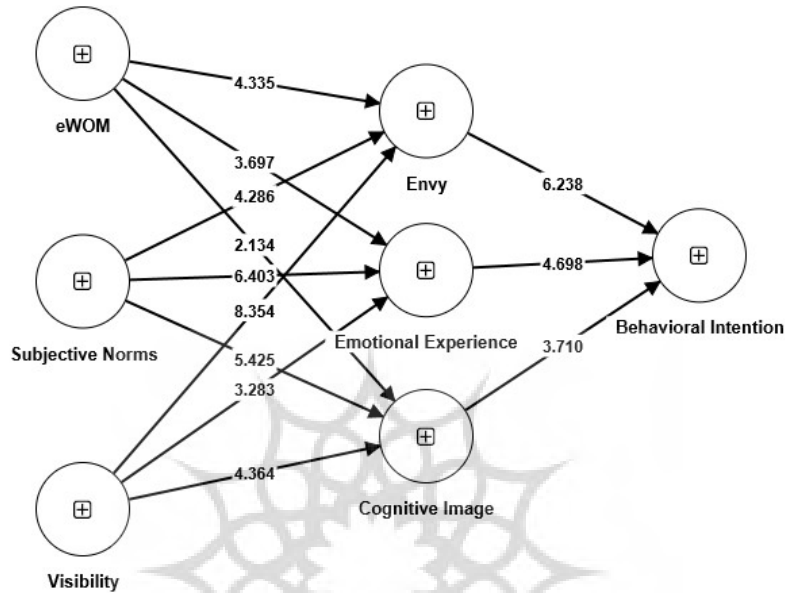 eWOM
Subjective Norms
Visibility
4.335
3.697
4.286
2.134
6.403
8.354
5.425
3.283
4.364
Envy
Emotional Experience
Cognitive Image
6.238
4.698
3.710
Behavioral Intention